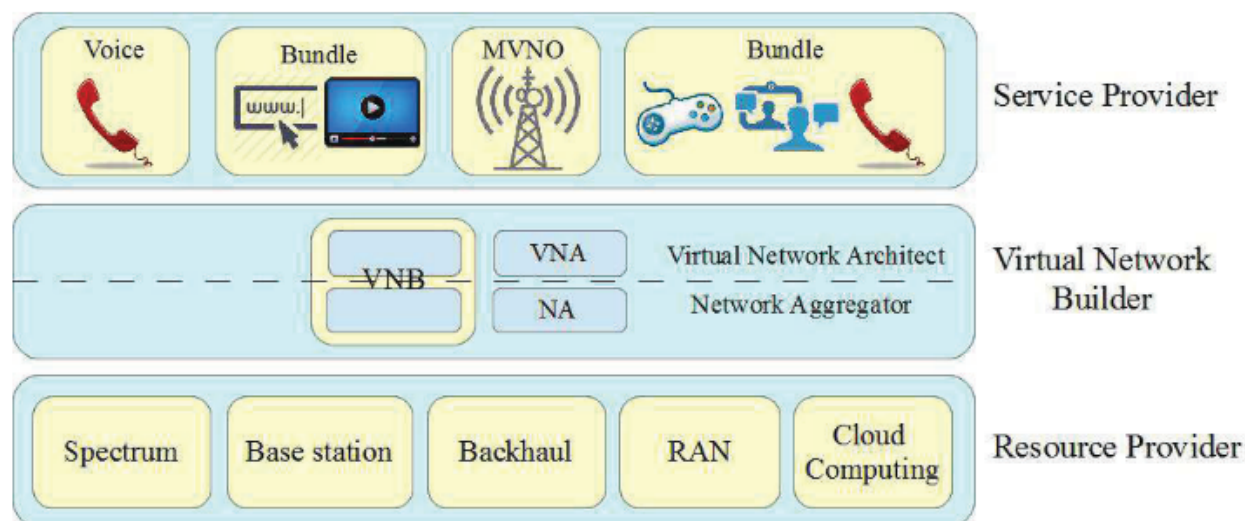 Voice
Bundle
MVNO
Bundle
www.
Service Provider
VNB
VNA
Virtual Network Architect
NA
Network Aggregator
Virtual Network
Builder
Spectrum
Base station
Backhaul
RAN
Cloud
Computing
Resource Provider